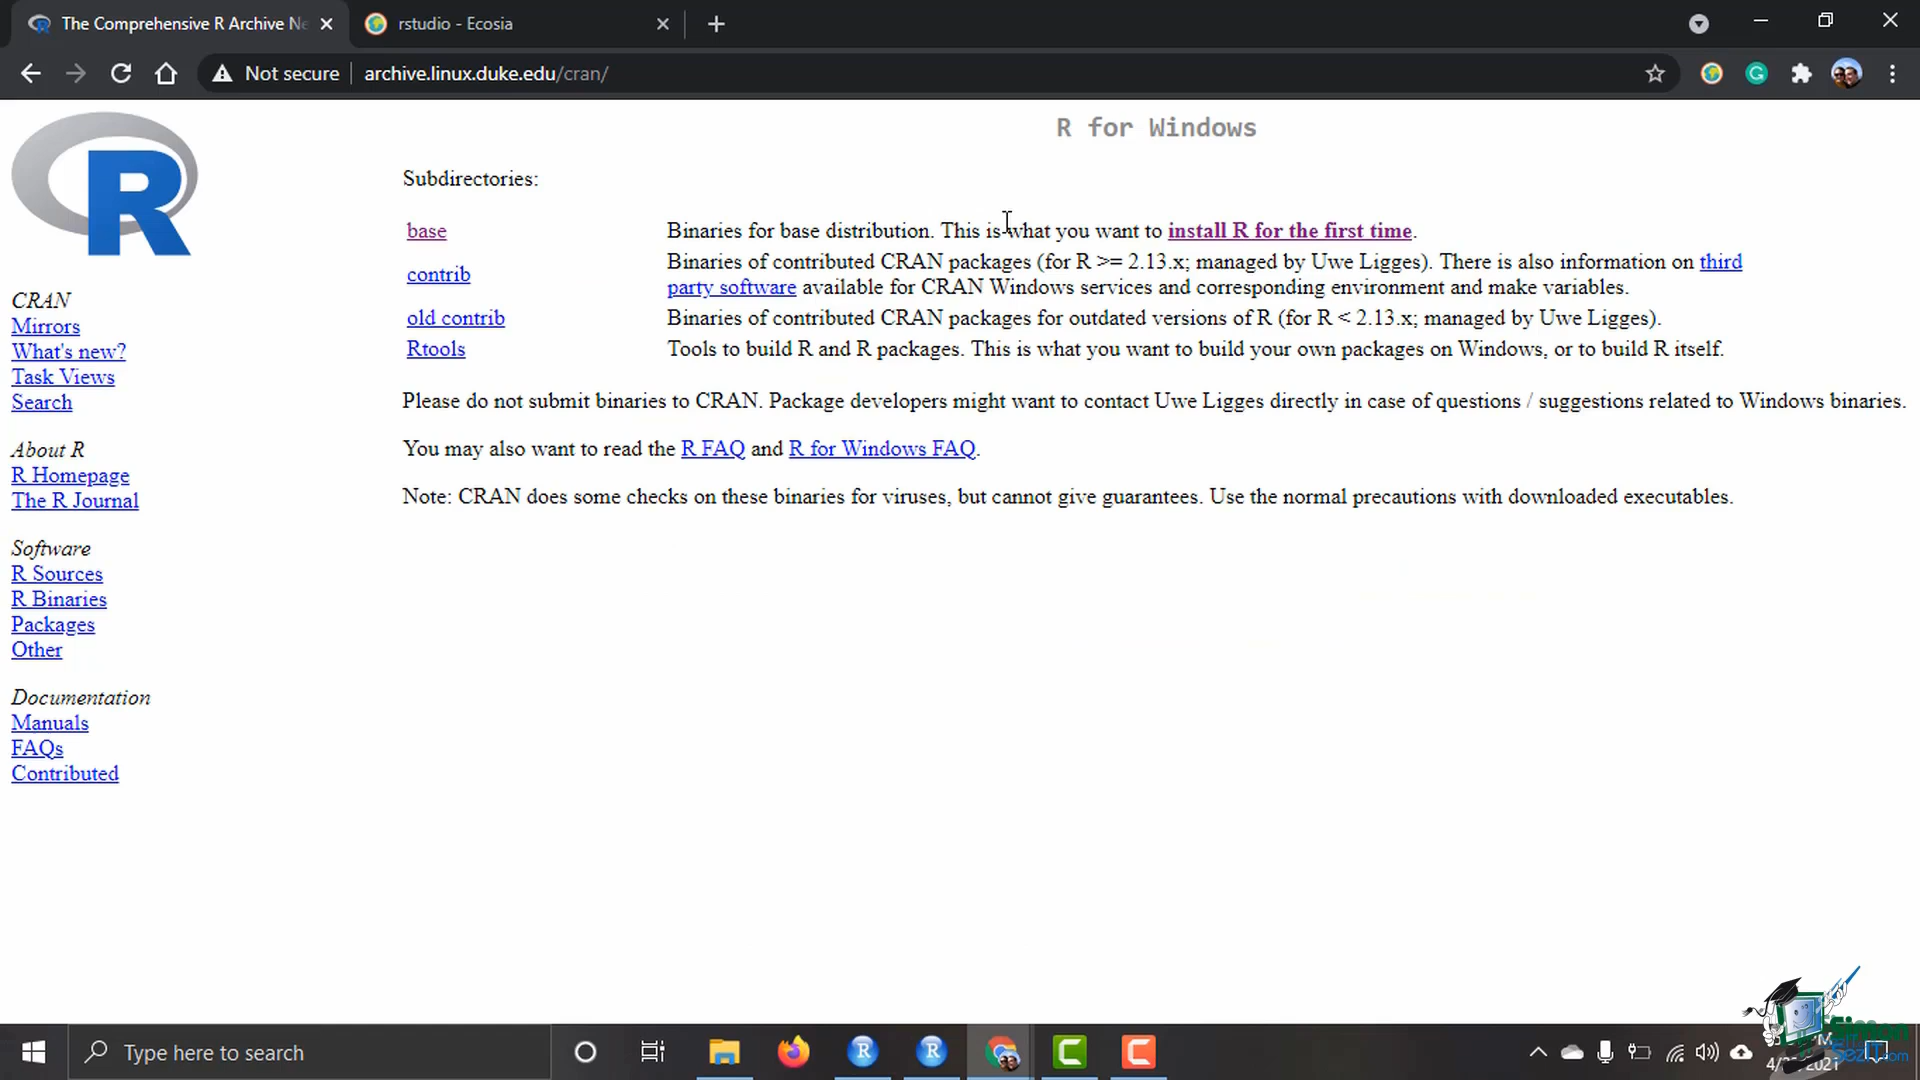 The Comprehensive R Archive Ne
rstudio - Ecosia
Not secure
archive.linux.duke.edu/cran/
R for Windows
Subdirectories:
base
Binaries for base distribution. This is what you want to install R for the first time.
contrib
Binaries of contributed CRAN packages (for R >= 2.13.x; managed by Uwe Ligges). There is also information on third
party software available for CRAN Windows services and corresponding environment and make variables.
old contrib
Binaries of contributed CRAN packages for outdated versions of R (for R < 2.13.x; managed by Uwe Ligges).
Rtools
Tools to build R and R packages. This is what you want to build your own packages on Windows, or to build R itself.
Please do not submit binaries to CRAN. Package developers might want to contact Uwe Ligges directly in case of questions / suggestions related to Windows binaries.
You may also want to read the R FAQ and R for Windows FAQ.
Note: CRAN does some checks on these binaries for viruses, but cannot give guarantees. Use the normal precautions with downloaded executables.
R
CRAN
Mirrors
What's new?
Task Views
Search
About R
R Homepage
The R Journal
Software
R Sources
R Binaries
Packages
Other
Documentation
Manuals
FAQs
Contributed
Type here to search
Simon
SezIT.com